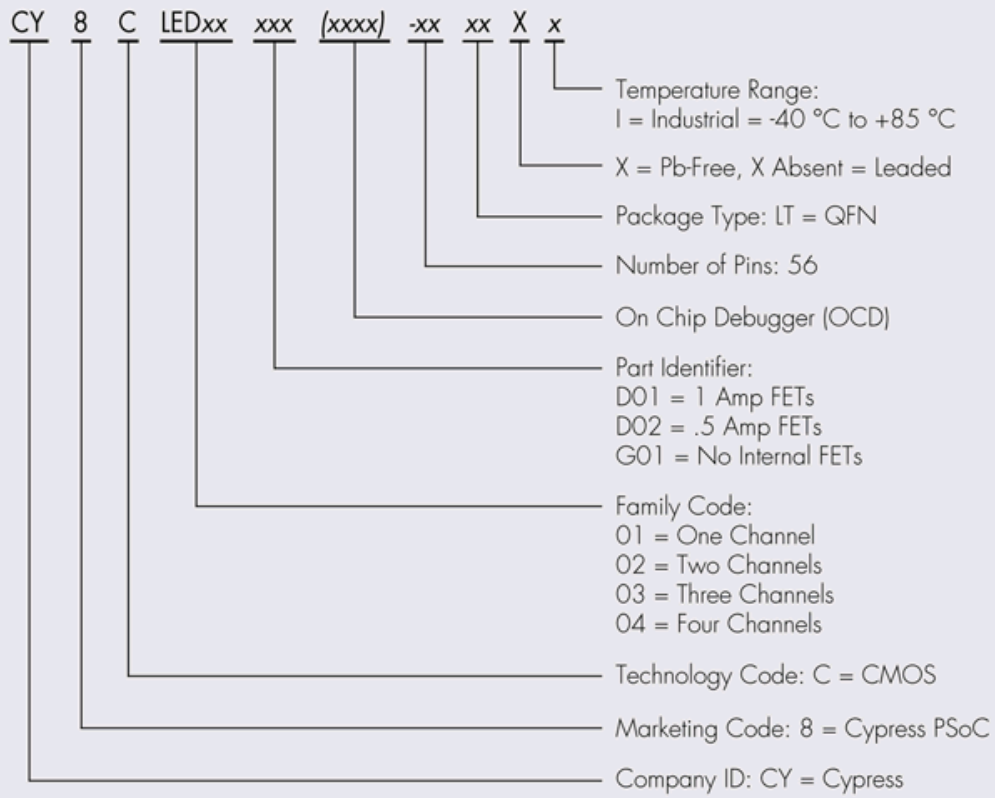 CY 8 C LEDxx xxx (xxxx) -xx xx X x
Temperature Range:
I = Industrial = -40 °C to +85 °C
X = Pb-Free, X Absent = Leaded
Package Type: LT = QFN
Number of Pins: 56
On Chip Debugger (OCD)
Part Identifier:
D01 = 1 Amp FETs
D02 = .5 Amp FETs
G01 = No Internal FETs
Family Code:
01 = One Channel
02 = Two Channels
03 = Three Channels
04 = Four Channels
Technology Code: C = CMOS
Marketing Code: 8 = Cypress PSoC
Company ID: CY = Cypress